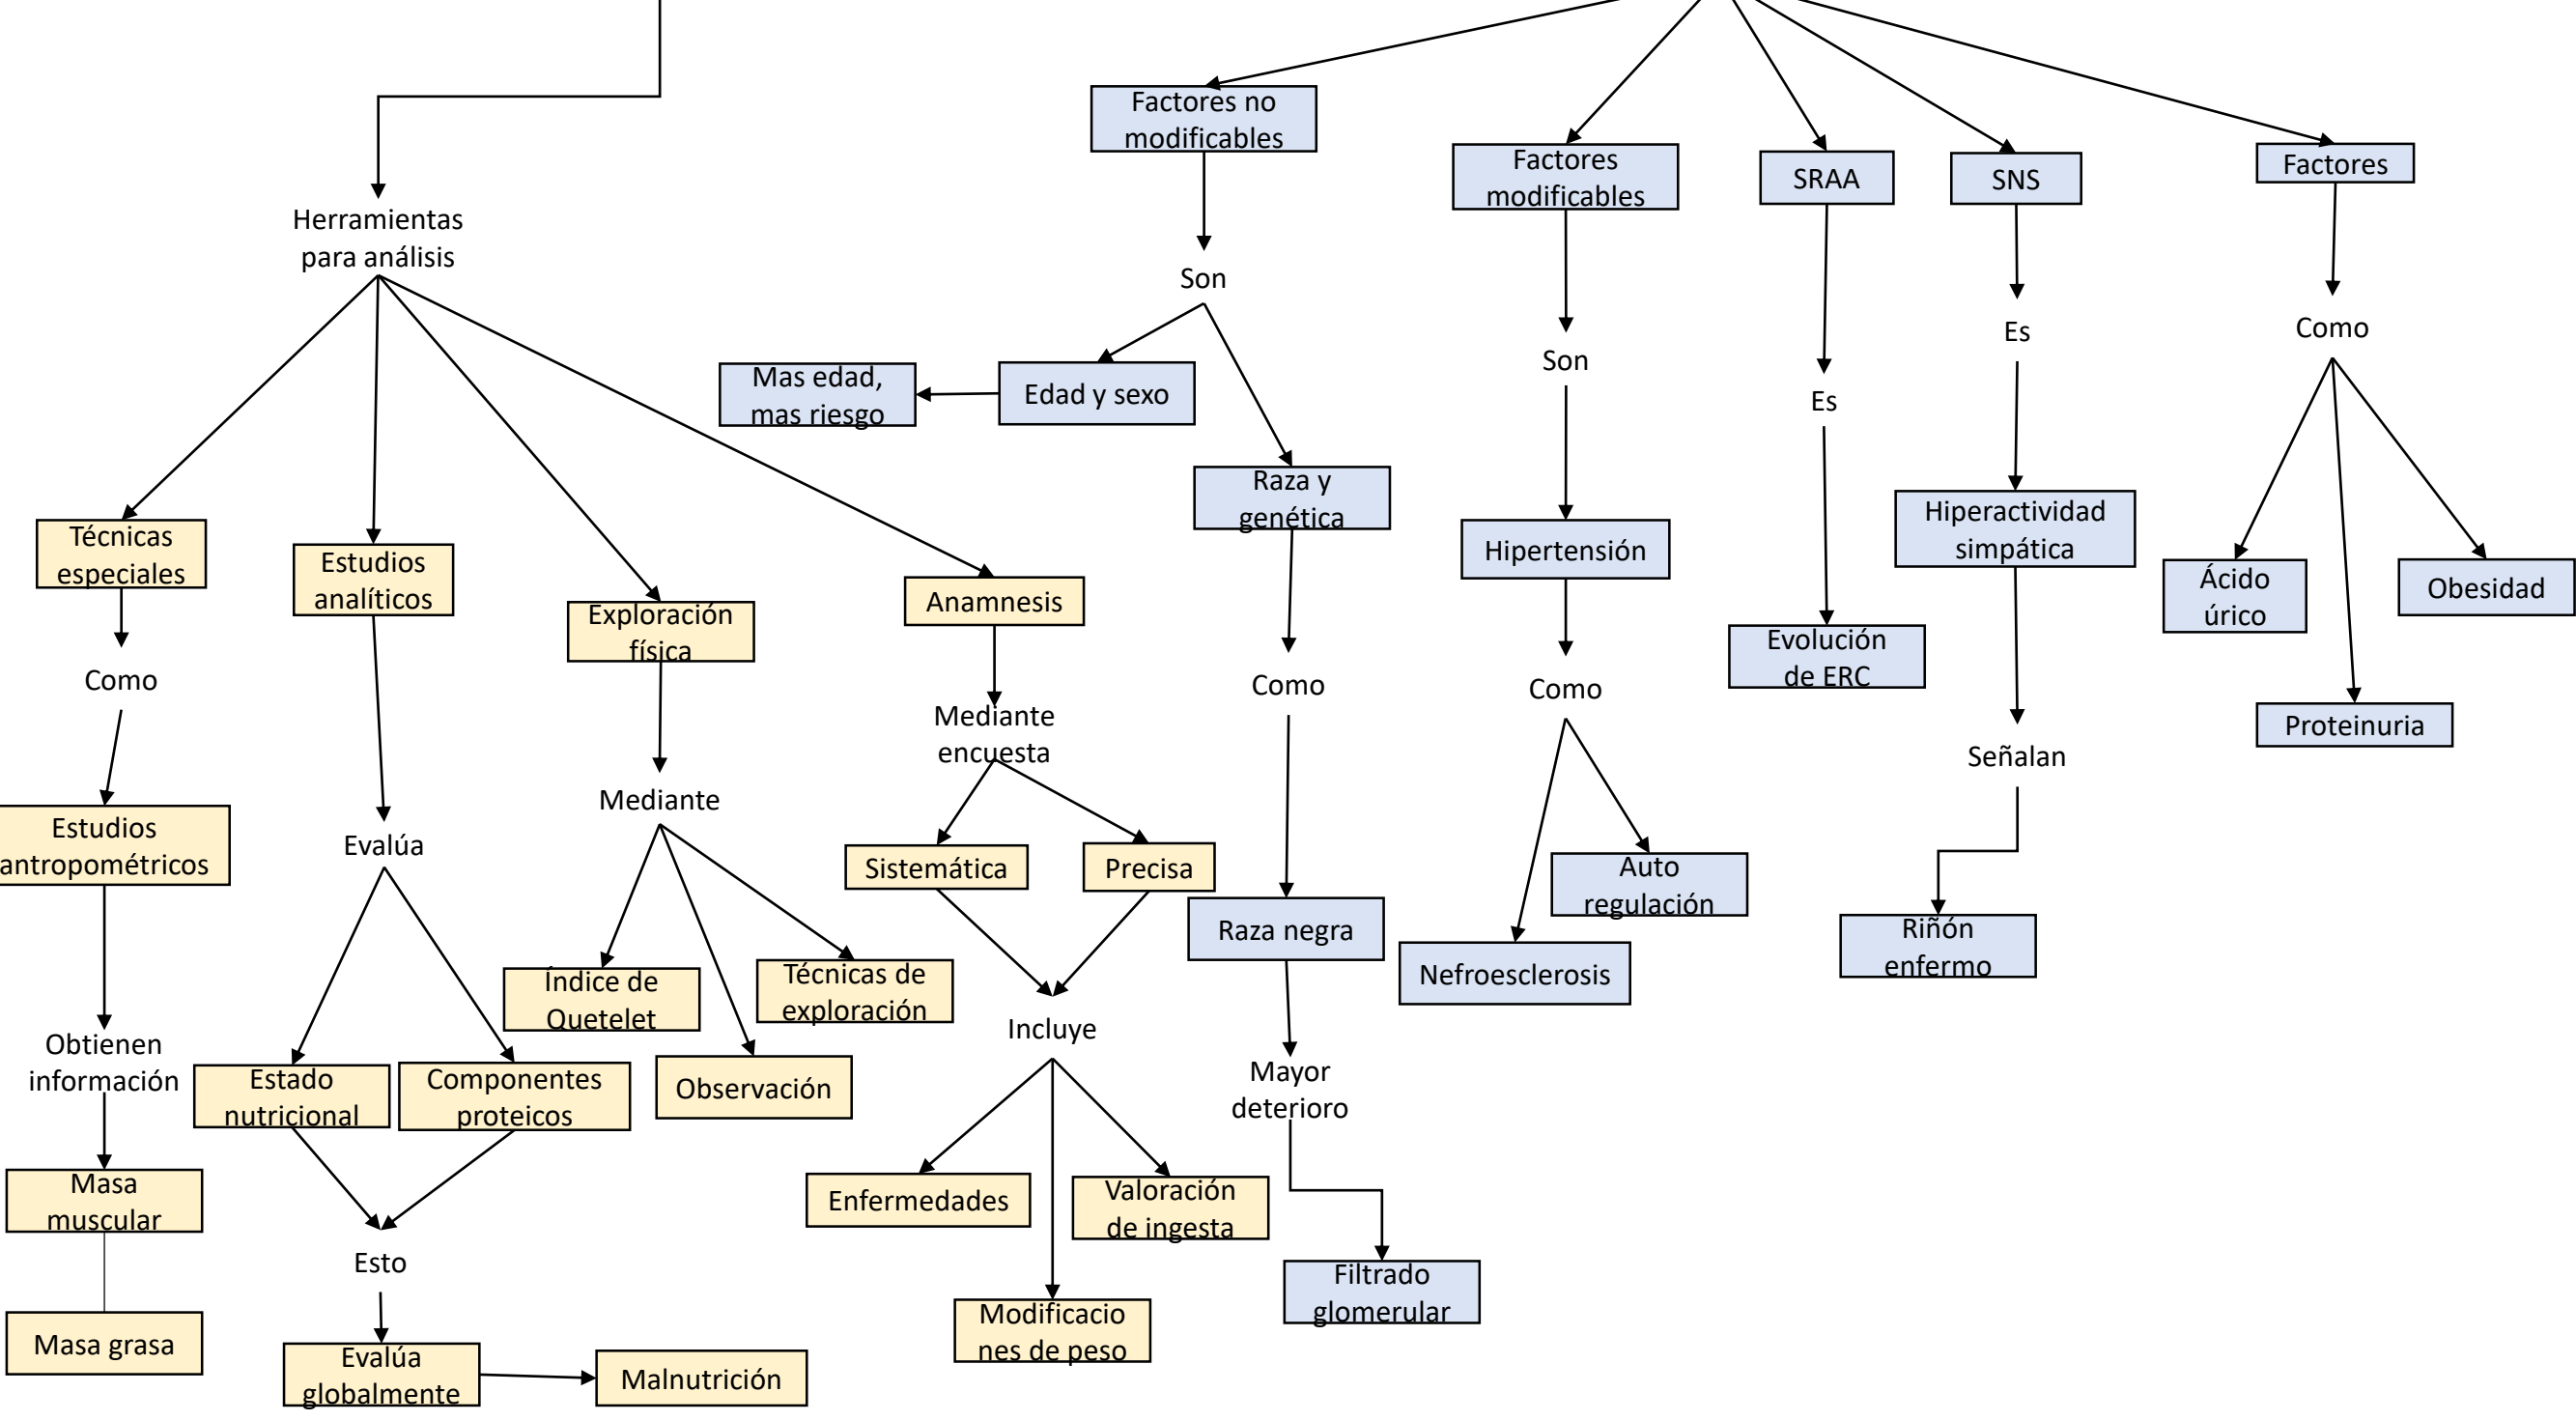 Factores no
modificables
Factores
modificables
SRAA
SNS
Factores
Herramientas
para análisis
Son
Son
Es
Es
Como
Mas edad,
mas riesgo
Edad y sexo
Raza y
genética
Hipertensión
Hiperactividad
simpática
Ácido
úrico
Obesidad
Técnicas
especiales
Estudios
analíticos
Exploración
física
Anamnesis
Evolución
de ERC
Como
Mediante
encuesta
Como
Como
Señalan
Proteinuria
Estudios
antropométricos
Evalúa
Mediante
Sistemática
Precisa
Raza negra
Auto
regulación
Nefroesclerosis
Riñón
enfermo
Índice de
Quetelet
Técnicas de
exploración
Observación
Incluye
Obtienen
información
Estado
nutricional
Componentes
proteicos
Mayor
deterioro
Masa
muscular
Enfermedades
Valoración
de ingesta
Esto
Filtrado
glomerular
Masa grasa
Modificacio
nes de peso
Evalúa
globalmente
Malnutrición